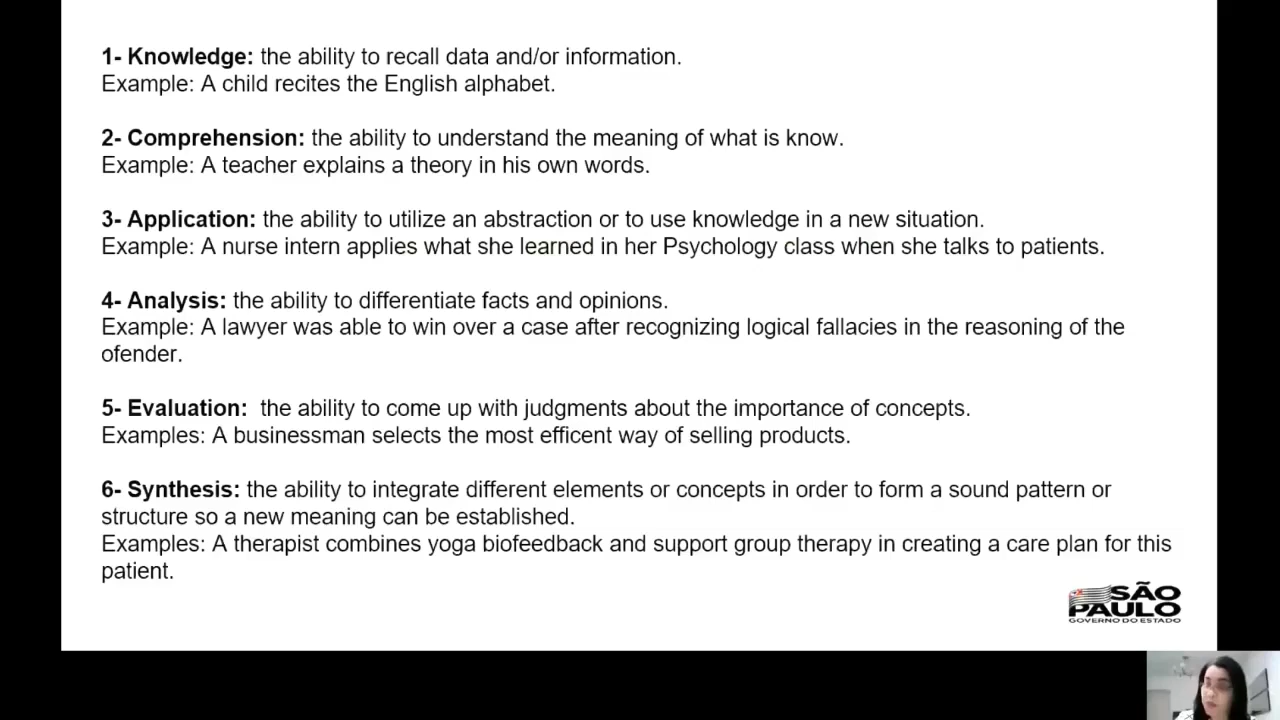 1- Knowledge: the ability to recall data and/or information.
Example: A child recites the English alphabet.
2- Comprehension: the ability to understand the meaning of what is know.
Example: A teacher explains a theory in his own words.
3- Application: the ability to utilize an abstraction or to use knowledge in a new situation.
Example: A nurse intern applies what she learned in her Psychology class when she talks to patients.
4- Analysis: the ability to differentiate facts and opinions.
Example: A lawyer was able to win over a case after recognizing logical fallacies in the reasoning of the
ofender.
5- Evaluation:  the ability to come up with judgments about the importance of concepts.
Examples: A businessman selects the most efficent way of selling products.
6- Synthesis: the ability to integrate different elements or concepts in order to form a sound pattern or
structure so a new meaning can be established.
Examples: A therapist combines yoga biofeedback and support group therapy in creating a care plan for this
patient.
SÃO
PAULO
GOVERNO DO ESTADO